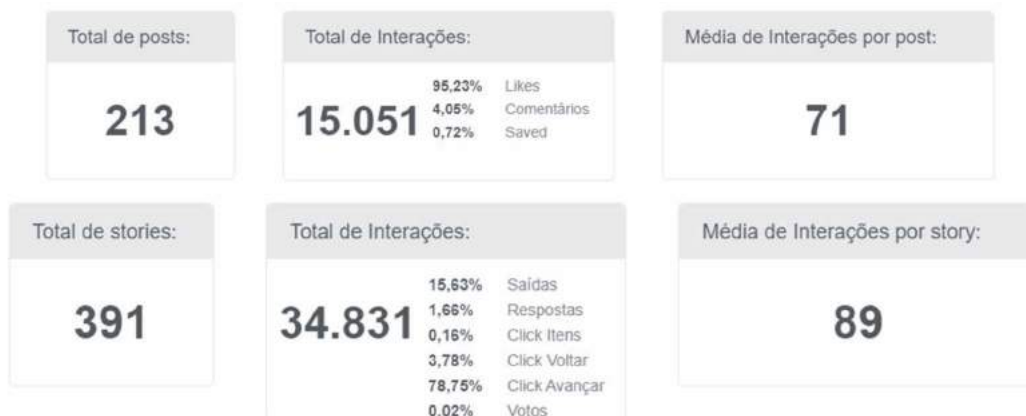 Total de posts:
213
Total de Interações:
15.051
95,23% Likes
4,05% Comentários
0,72% Saved
Média de Interações por post:
71
Total de stories:
391
Total de Interações:
34.831
15,63% Saídas
1,66% Respostas
0,16% Click Itens
3,78% Click Voltar
78,75% Click Avançar
0,02% Votos
Média de Interações por story:
89